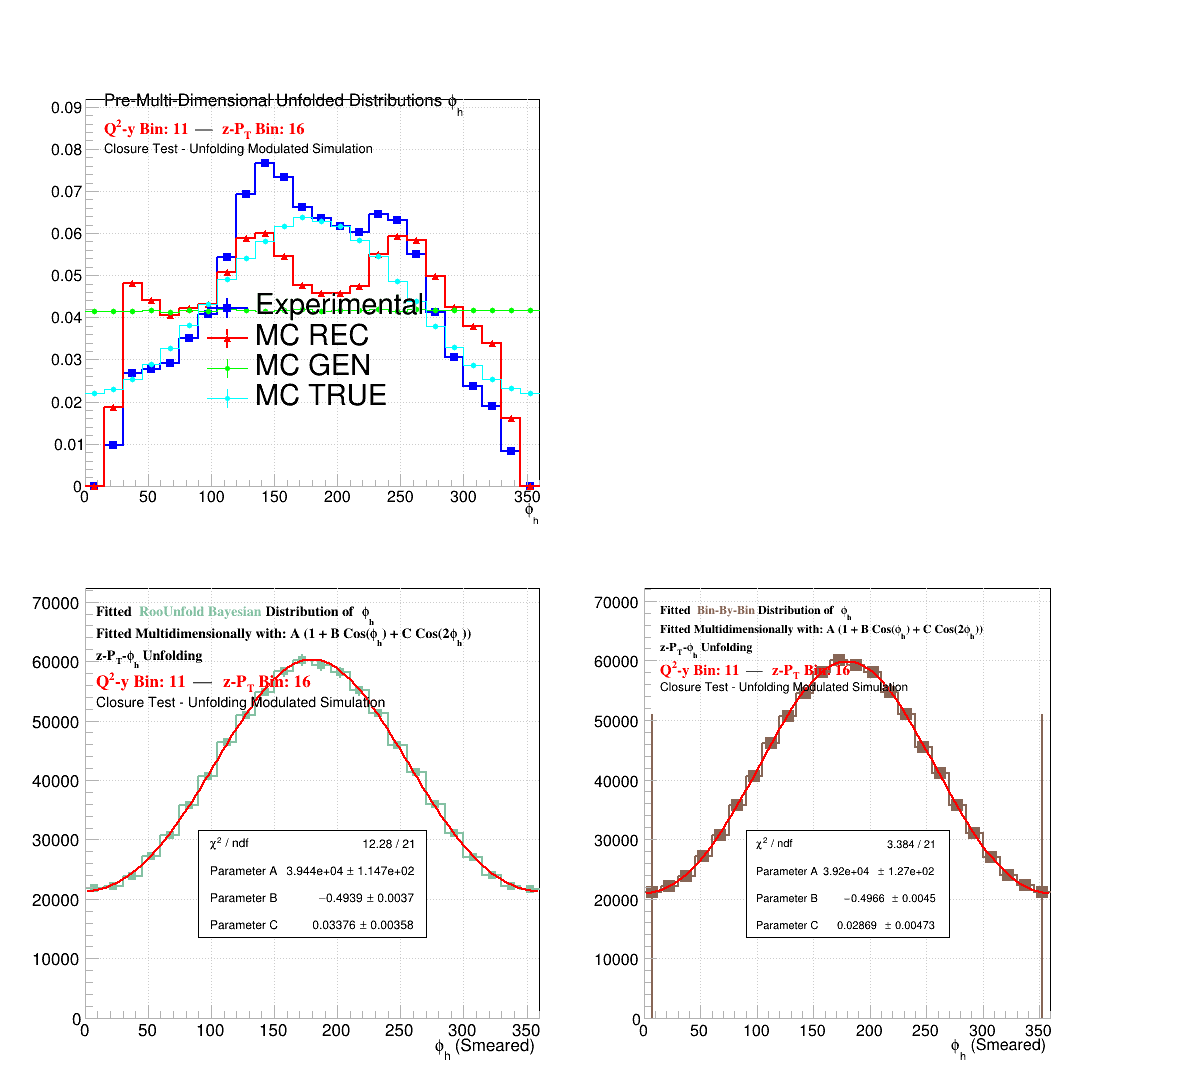 Pre-Multi-Dimensional Unfolded Distributions ϕh
Q2-y Bin: 11 — z-PT Bin: 16
Closure Test - Unfolding Modulated Simulation
0.09
0.08
0.07
0.06
0.05
0.04
0.03
0.02
0.01
0
Experimental
MC REC
MC GEN
MC TRUE
0 50 100 150 200 250 300 350
ϕh
Fitted RooUnfold Bayesian Distribution of ϕh
Fitted Multidimensionally with: A (1 + B Cos(ϕh) + C Cos(2ϕh))
z-PT-ϕh Unfolding
Q2-y Bin: 11 — z-PT Bin: 16
Closure Test - Unfolding Modulated Simulation
70000
60000
50000
40000
30000
20000
10000
0
χ2 / ndf 12.28 / 21
Parameter A 3.944e+04 ± 1.147e+02
Parameter B −0.4939 ± 0.0037
Parameter C 0.03376 ± 0.00358
0 50 100 150 200 250 300 350
ϕh (Smeared)
Fitted Bin-By-Bin Distribution of ϕh
Fitted Multidimensionally with: A (1 + B Cos(ϕh) + C Cos(2ϕh))
z-PT-ϕh Unfolding
Q2-y Bin: 11 — z-PT Bin: 16
Closure Test - Unfolding Modulated Simulation
70000
60000
50000
40000
30000
20000
10000
0
χ2 / ndf 3.384 / 21
Parameter A 3.92e+04 ± 1.27e+02
Parameter B −0.4966 ± 0.0045
Parameter C 0.02869 ± 0.00473
0 50 100 150 200 250 300 350
ϕh (Smeared)